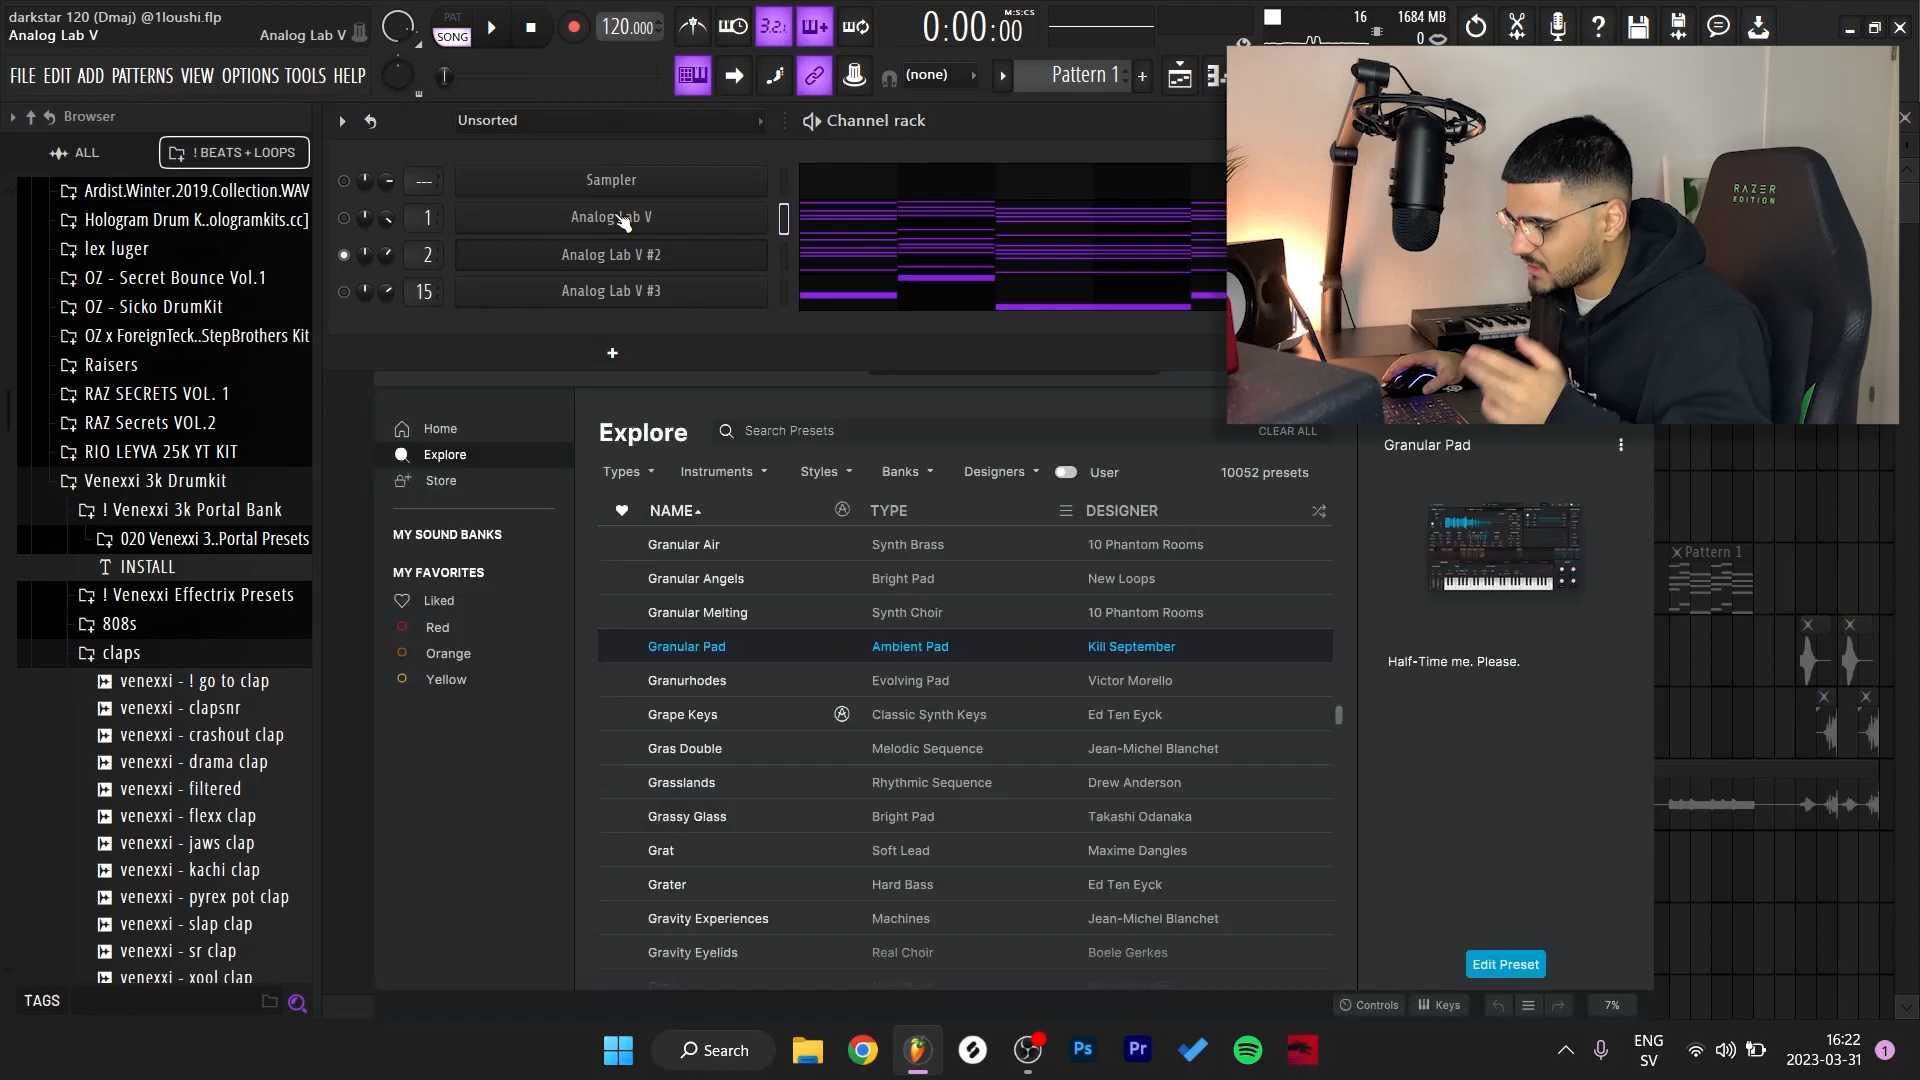 darkstar 120 (Dmaj) @1loushi.flp
Analog Lab V
Analog Lab V
PAT
SONG
120.000
3.2.
0:00:00
M:S:CS
16
1684 MB
0
FILE EDIT ADD PATTERNS VIEW OPTIONS TOOLS HELP
(none)
Pattern 1
Browser
ALL
! BEATS + LOOPS
Ardist.Winter.2019.Collection.WAV
Hologram Drum K..ologramkits.cc]
lex luger
OZ - Secret Bounce Vol.1
OZ - Sicko DrumKit
OZ x ForeignTeck..StepBrothers Kit
Raisers
RAZ SECRETS VOL. 1
RAZ Secrets VOL.2
RIO LEYVA 25K YT KIT
Venexxi 3k Drumkit
! Venexxi 3k Portal Bank
020 Venexxi 3..Portal Presets
INSTALL
! Venexxi Effectrix Presets
808s
claps
venexxi - ! go to clap
venexxi - clapsnr
venexxi - crashout clap
venexxi - drama clap
venexxi - filtered
venexxi - flexx clap
venexxi - jaws clap
venexxi - kachi clap
venexxi - pyrex pot clap
venexxi - slap clap
venexxi - sr clap
venexxi - xool clap
TAGS
Unsorted
Channel rack
---
Sampler
1
Analog Lab V
2
Analog Lab V #2
15
Analog Lab V #3
+
RAZER
EDITION
Home
Explore
Store
MY SOUND BANKS
MY FAVORITES
Liked
Red
Orange
Yellow
Explore
Search Presets
CLEAR ALL
Types
Instruments
Styles
Banks
Designers
User
10052 presets
NAME
TYPE
DESIGNER
Granular Air
Synth Brass
10 Phantom Rooms
Granular Angels
Bright Pad
New Loops
Granular Melting
Synth Choir
10 Phantom Rooms
Granular Pad
Ambient Pad
Kill September
Granurhodes
Evolving Pad
Victor Morello
Grape Keys
Classic Synth Keys
Ed Ten Eyck
Gras Double
Melodic Sequence
Jean-Michel Blanchet
Grasslands
Rhythmic Sequence
Drew Anderson
Grassy Glass
Bright Pad
Takashi Odanaka
Grat
Soft Lead
Maxime Dangles
Grater
Hard Bass
Ed Ten Eyck
Gravity Experiences
Machines
Jean-Michel Blanchet
Gravity Eyelids
Real Choir
Boele Gerkes
Granular Pad
Half-Time me. Please.
Edit Preset
Controls
Keys
7%
Pattern 1
Search
Ps
Pr
ENG
SV
16:22
2023-03-31
1